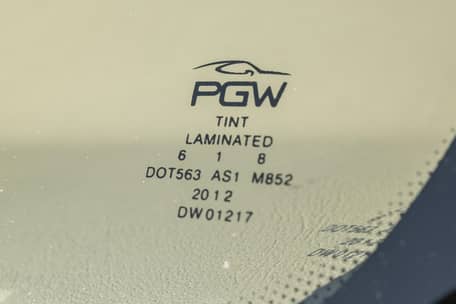 PGW
TINT
LAMINATED
6 1 8
DOT563 AS1 M852
2012
DW01217